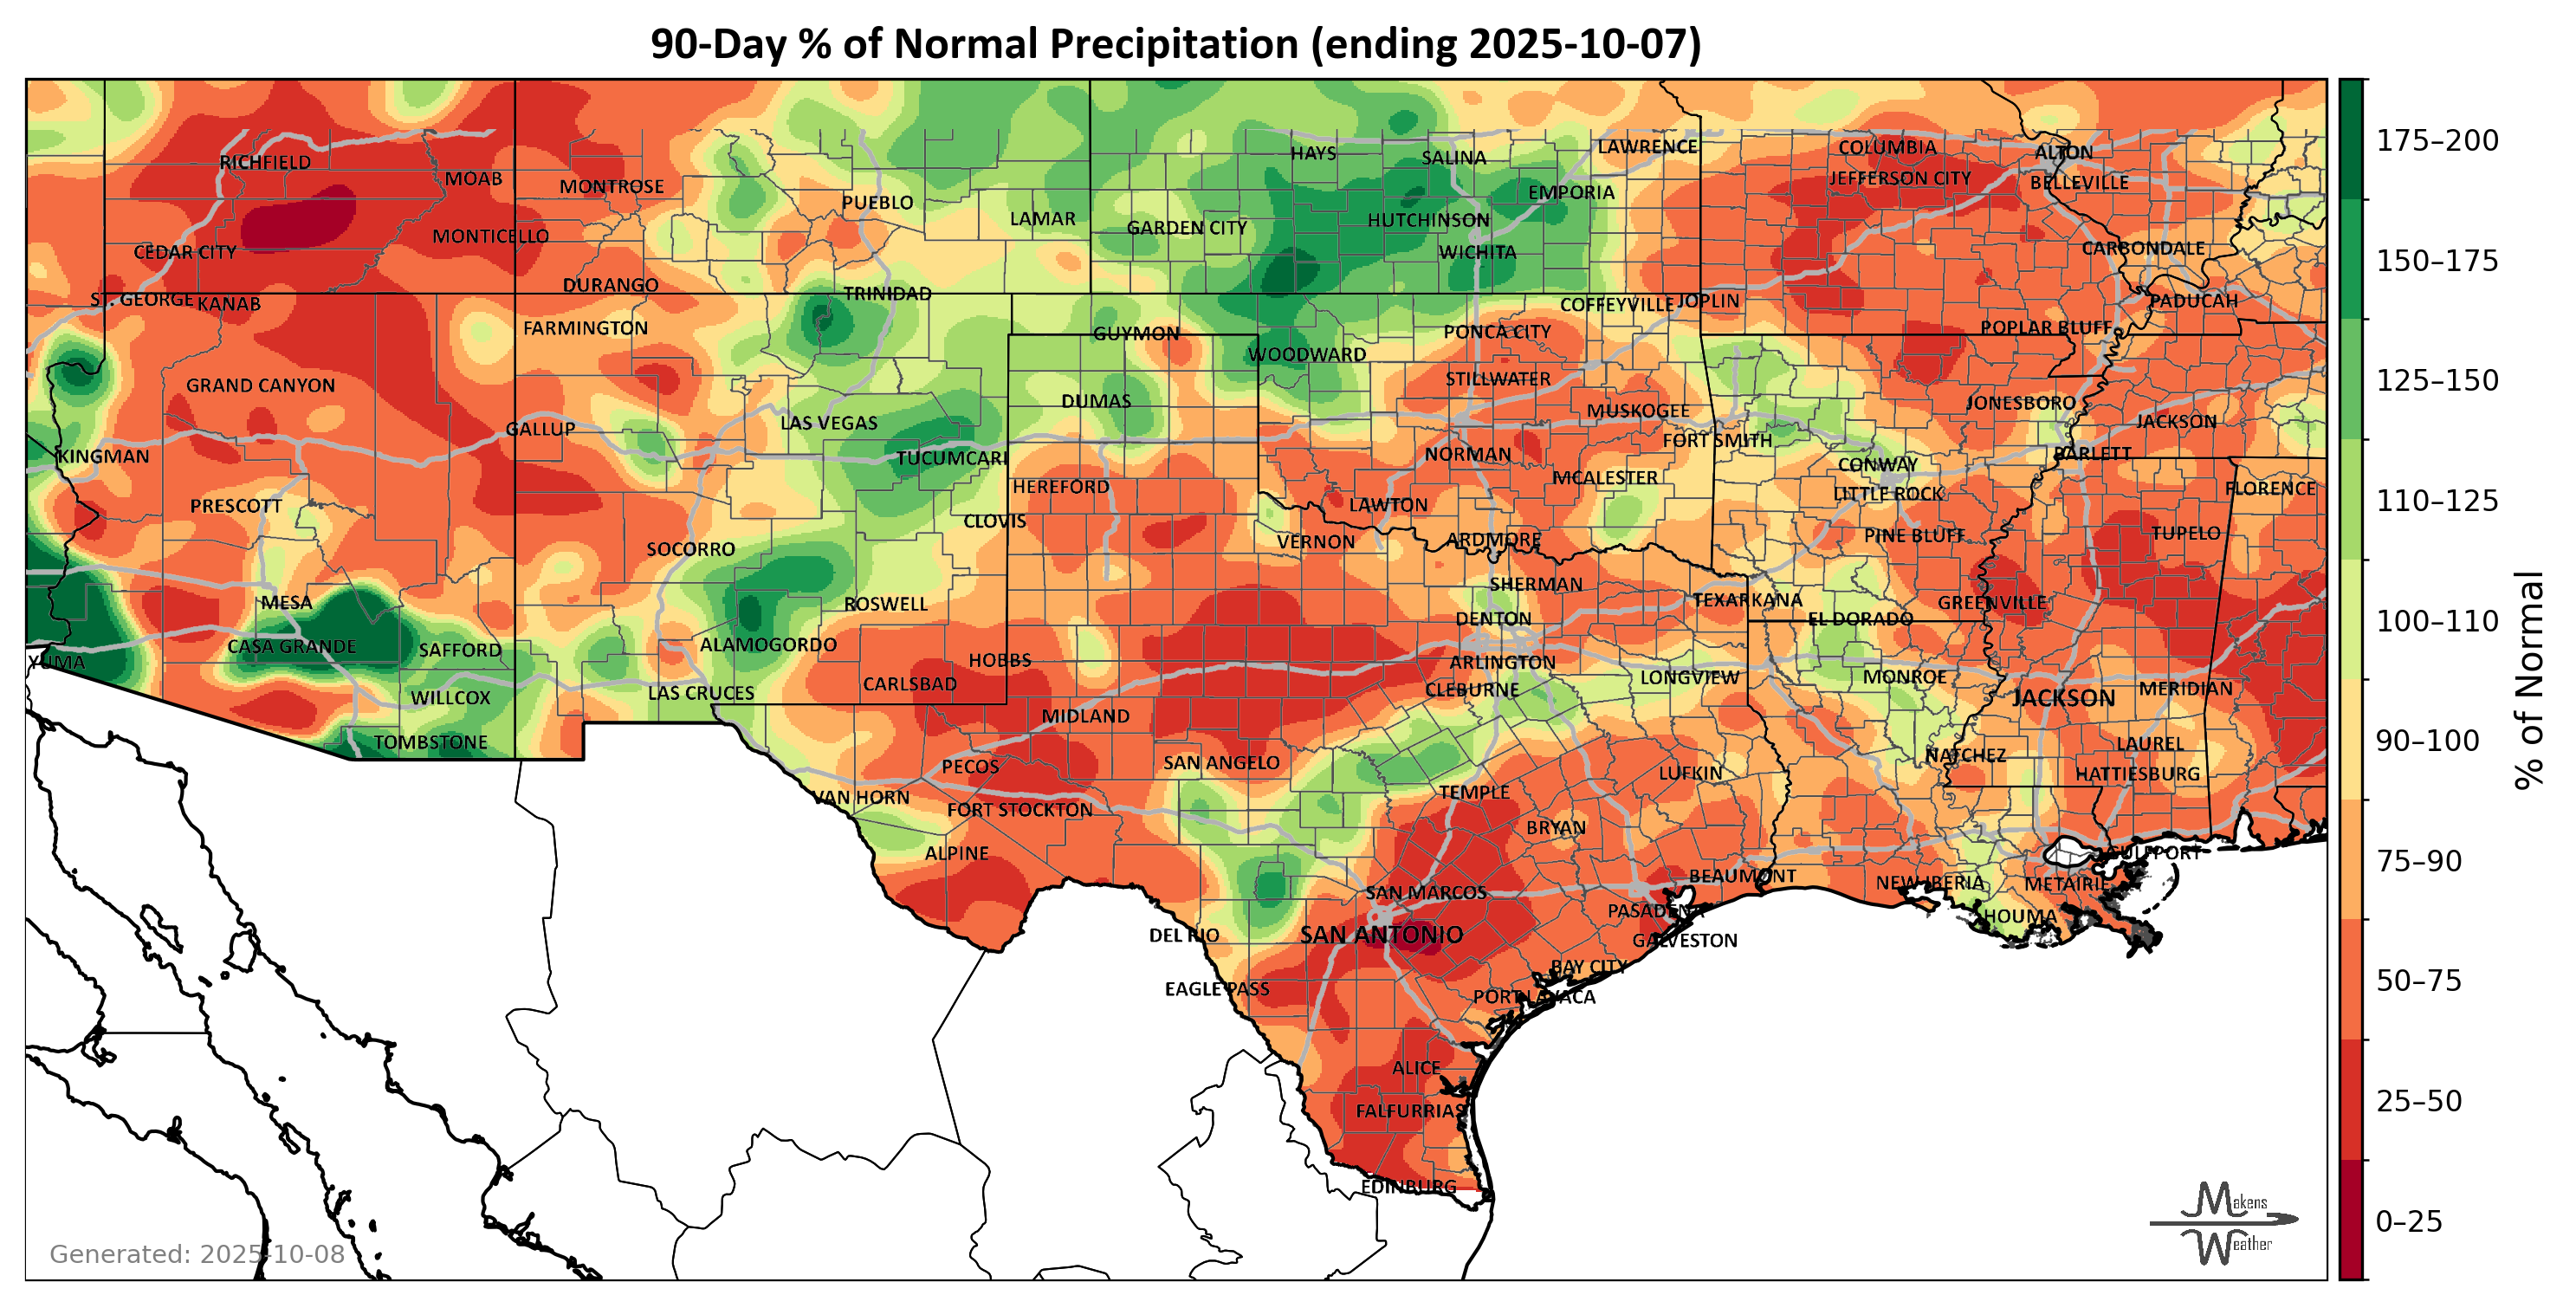 90-Day % of Normal Precipitation (ending 2025-10-07)
HAYS
SALINA
LAWRENCE
COLUMBIA
ALTON
RICHFIELD
MOAB
MONTROSE
EMPORIA
JEFFERSON CITY
BELLEVILLE
PUEBLO
LAMAR
GARDEN CITY
HUTCHINSON
MONTICELLO
CEDAR CITY
WICHITA
CARBONDALE
DURANGO
TRINIDAD
ST. GEORGE
KANAB
COFFEYVILLE
JOPLIN
PADUCAH
FARMINGTON
GUYMON
PONCA CITY
POPLAR BLUFF
WOODWARD
GRAND CANYON
STILLWATER
DUMAS
MUSKOGEE
JONESBORO
GALLUP
LAS VEGAS
JACKSON
FORT SMITH
KINGMAN
TUCUMCARI
NORMAN
BARLETT
CONWAY
HEREFORD
MCALESTER
LITTLE ROCK
FLORENCE
PRESCOTT
LAWTON
CLOVIS
PINE BLUFF
TUPELO
SOCORRO
VERNON
ARDMORE
SHERMAN
MESA
ROSWELL
TEXARKANA
GREENVILLE
DENTON
EL DORADO
CASA GRANDE
SAFFORD
ALAMOGORDO
YUMA
HOBBS
ARLINGTON
LONGVIEW
MONROE
WILLCOX
LAS CRUCES
CARLSBAD
CLEBURNE
JACKSON
MERIDIAN
MIDLAND
TOMBSTONE
LAUREL
PECOS
SAN ANGELO
NATCHEZ
LUFKIN
HATTIESBURG
VAN HORN
FORT STOCKTON
TEMPLE
BRYAN
ALPINE
GULFPORT
BEAUMONT
SAN MARCOS
NEW IBERIA
METAIRIE
PASADENA
HOUMA
DEL RIO
SAN ANTONIO
GALVESTON
BAY CITY
EAGLE PASS
PORT LAVACA
ALICE
FALFURRIAS
EDINBURG
Generated: 2025-10-08
Makens
Weather
175–200
150–175
125–150
110–125
100–110
90–100
75–90
50–75
25–50
0–25
% of Normal